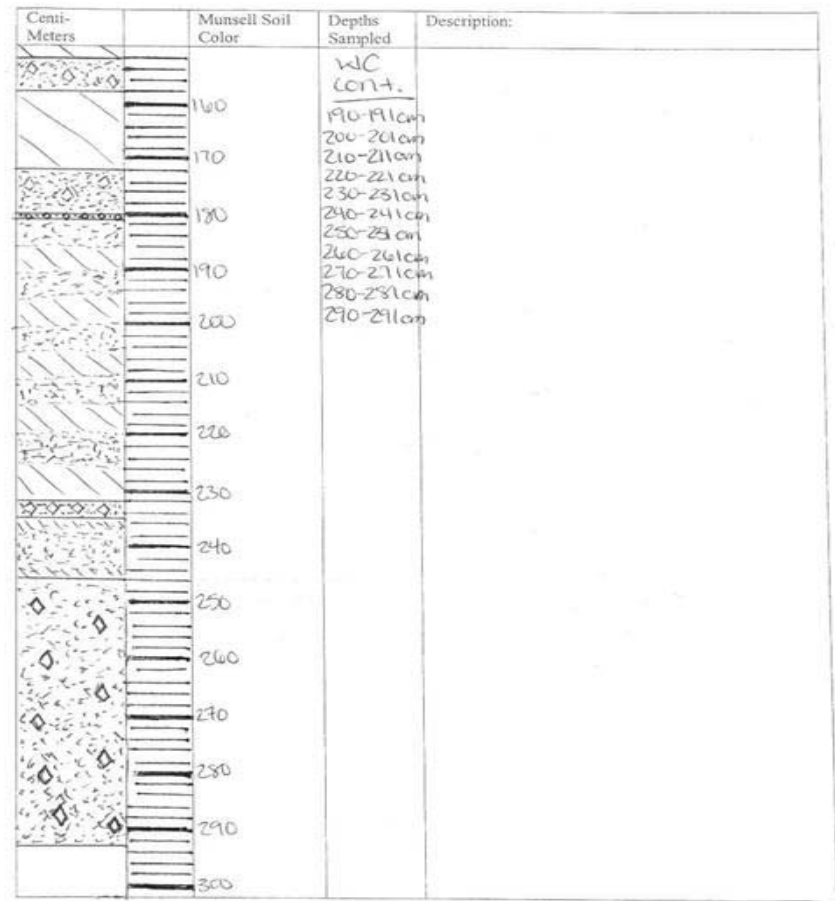 Centi-
Meters
Munsell Soil
Color
Depths
Sampled
Description:
WC
cont.
190-191cm
200-201cm
210-211cm
220-221cm
230-231cm
240-241cm
250-251cm
260-261cm
270-271cm
280-281cm
290-291cm
160
170
180
190
200
210
220
230
240
250
260
270
280
290
300